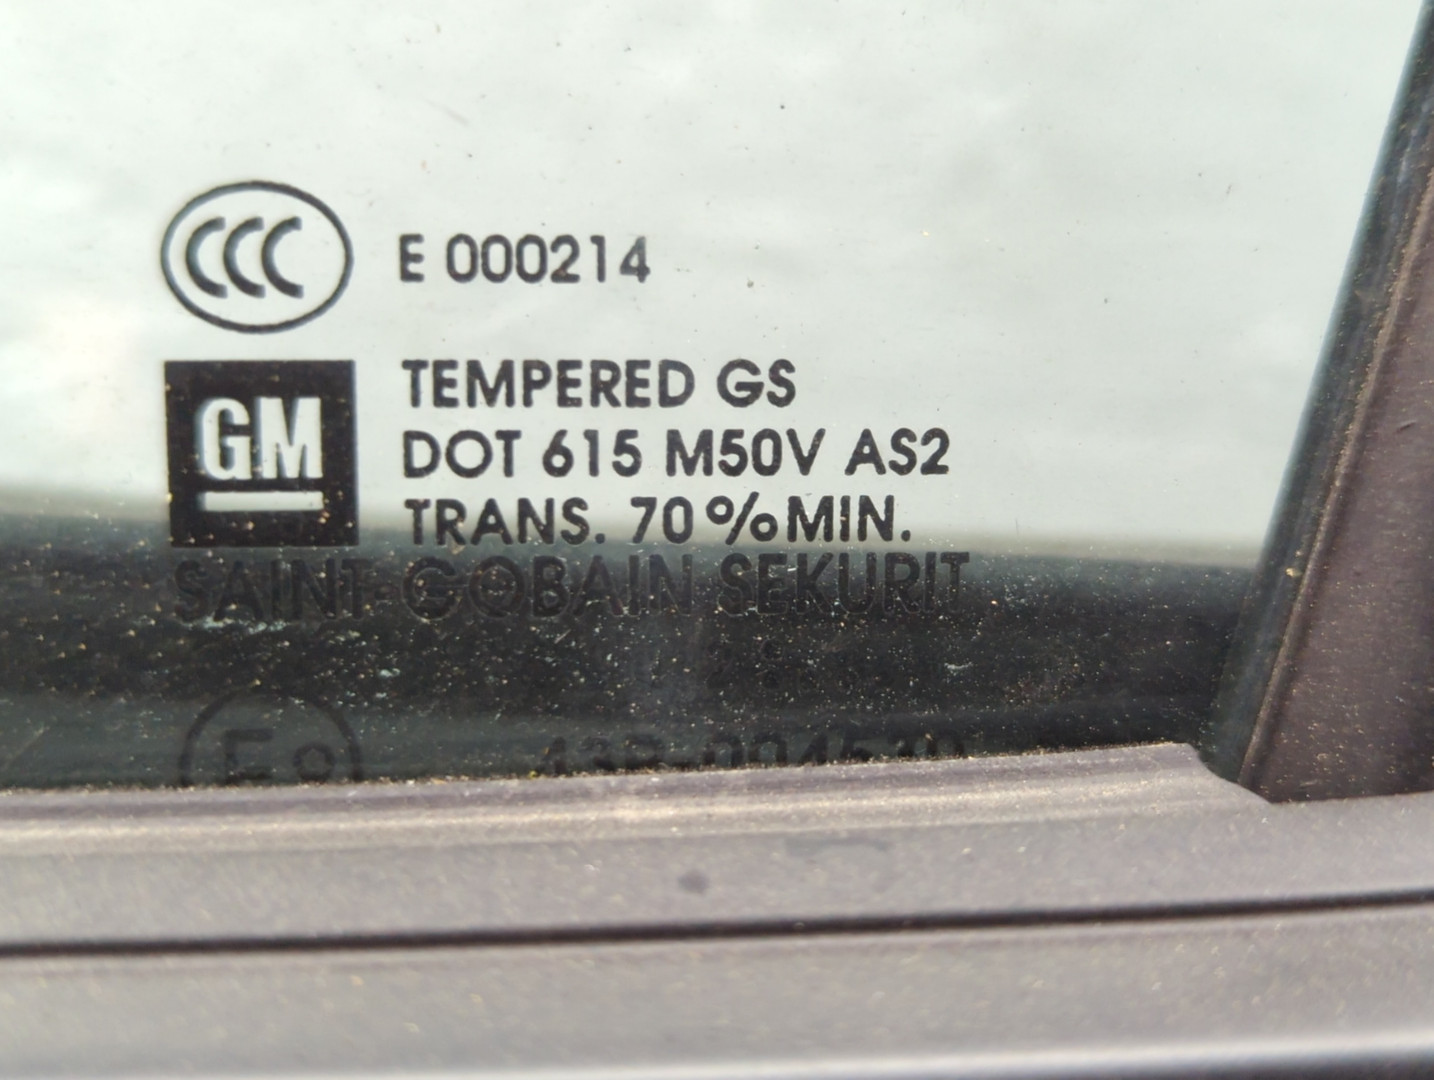 CCC E 000214
GM TEMPERED GS
DOT 615 M50V AS2
TRANS. 70%MIN.
SAINT-GOBAIN SEKURIT